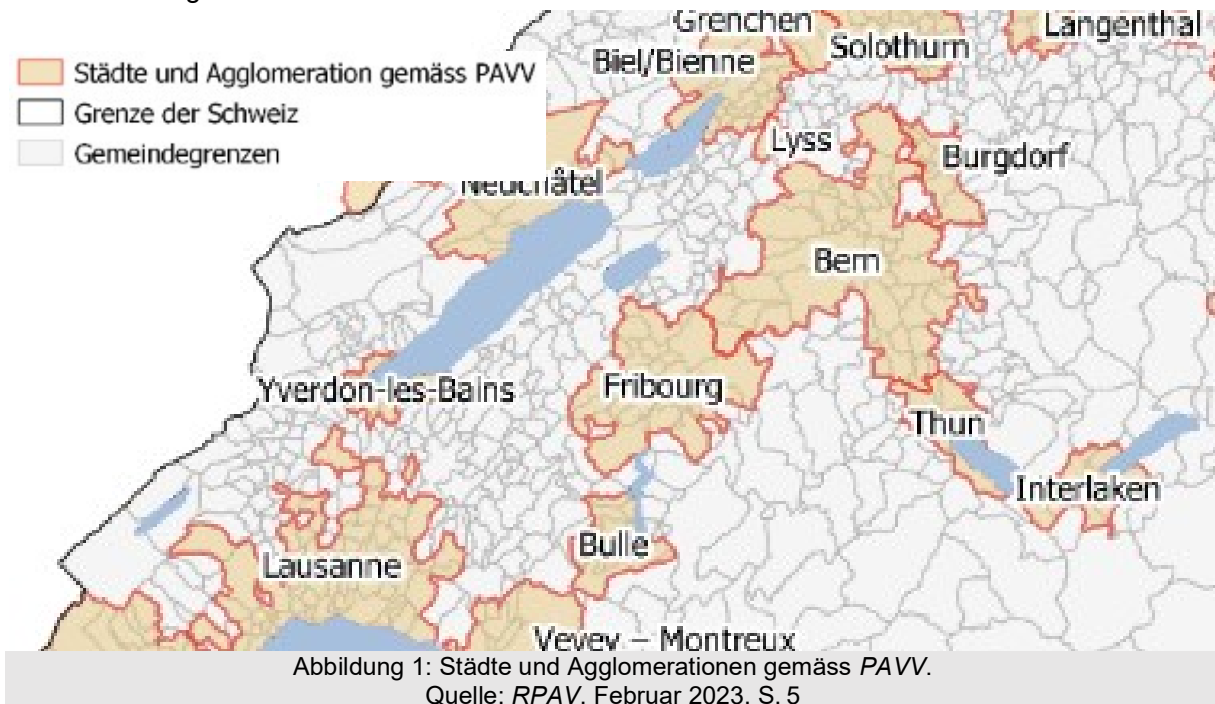 Grenchen
Langenthal
Solothurn
Biel/Bienne
Städte und Agglomeration gemäss PAVV
Grenze der Schweiz
Gemeindegrenzen
Lyss
Burgdorf
Neuchâtel
Bern
Yverdon-les-Bains
Fribourg
Thun
Interlaken
Bulle
Lausanne
Vevey – Montreux
Abbildung 1: Städte und Agglomerationen gemäss PAVV.
Quelle: RPAV, Februar 2023, S. 5